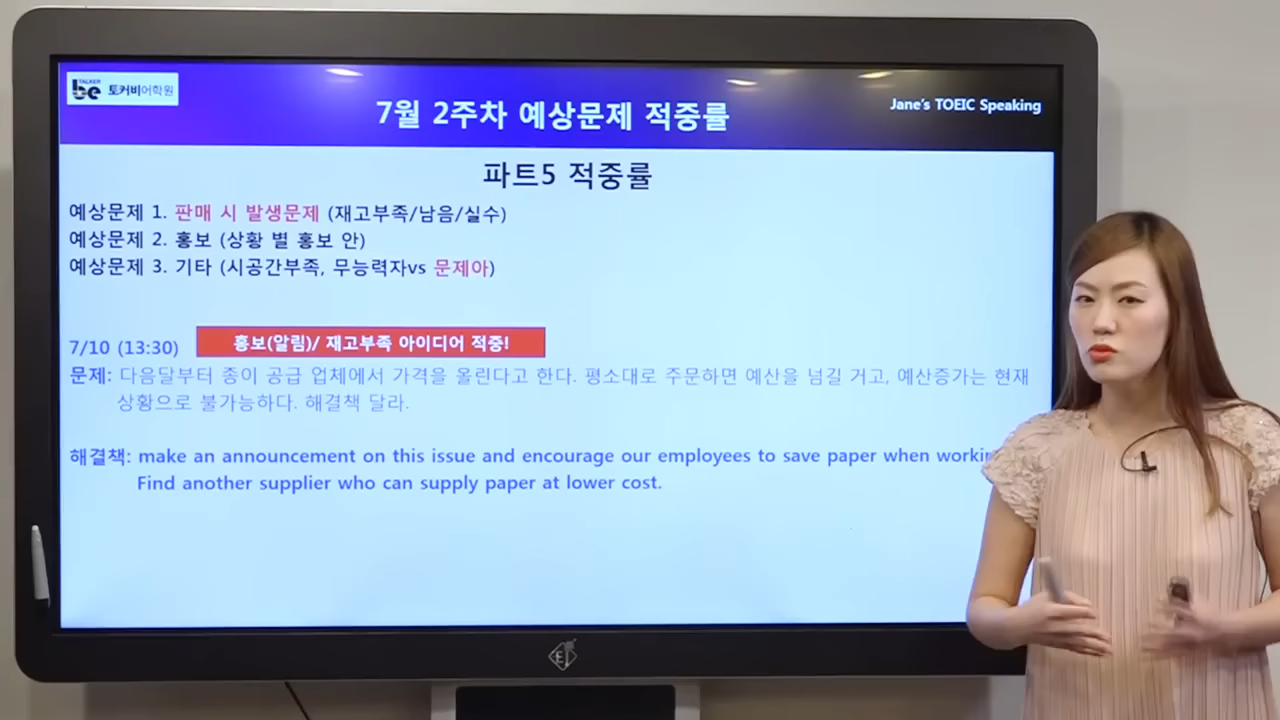 TALKER
be 토커비어학원
7월 2주차 예상문제 적중률
Jane's TOEIC Speaking
파트5 적중률
예상문제 1. 판매 시 발생문제 (재고부족/남음/실수)
예상문제 2. 홍보 (상황 별 홍보 안)
예상문제 3. 기타 (시공간부족, 무능력자vs 문제아)
7/10 (13:30) 홍보(알림)/ 재고부족 아이디어 적중!
문제: 다음달부터 종이 공급 업체에서 가격을 올린다고 한다. 평소대로 주문하면 예산을 넘길 거고, 예산증가는 현재
상황으로 불가능하다. 해결책 달라.
해결책: make an announcement on this issue and encourage our employees to save paper when workin
Find another supplier who can supply paper at lower cost.